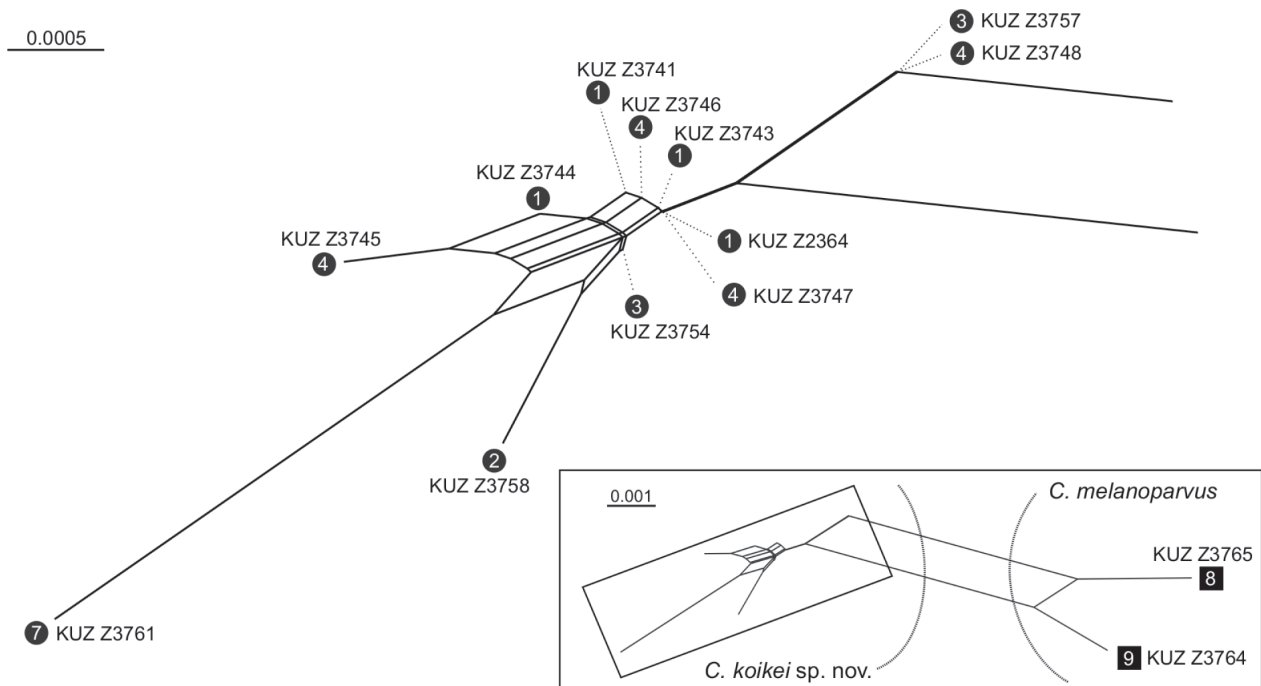 0.0005
3 KUZ Z3757
4 KUZ Z3748
KUZ Z3741
1
KUZ Z3746
4
KUZ Z3743
1
KUZ Z3744
1
KUZ Z3745
4
1 KUZ Z2364
4 KUZ Z3747
3
KUZ Z3754
2
KUZ Z3758
7 KUZ Z3761
0.001
C. melanoparvus
KUZ Z3765
8
9 KUZ Z3764
C. koikei sp. nov.